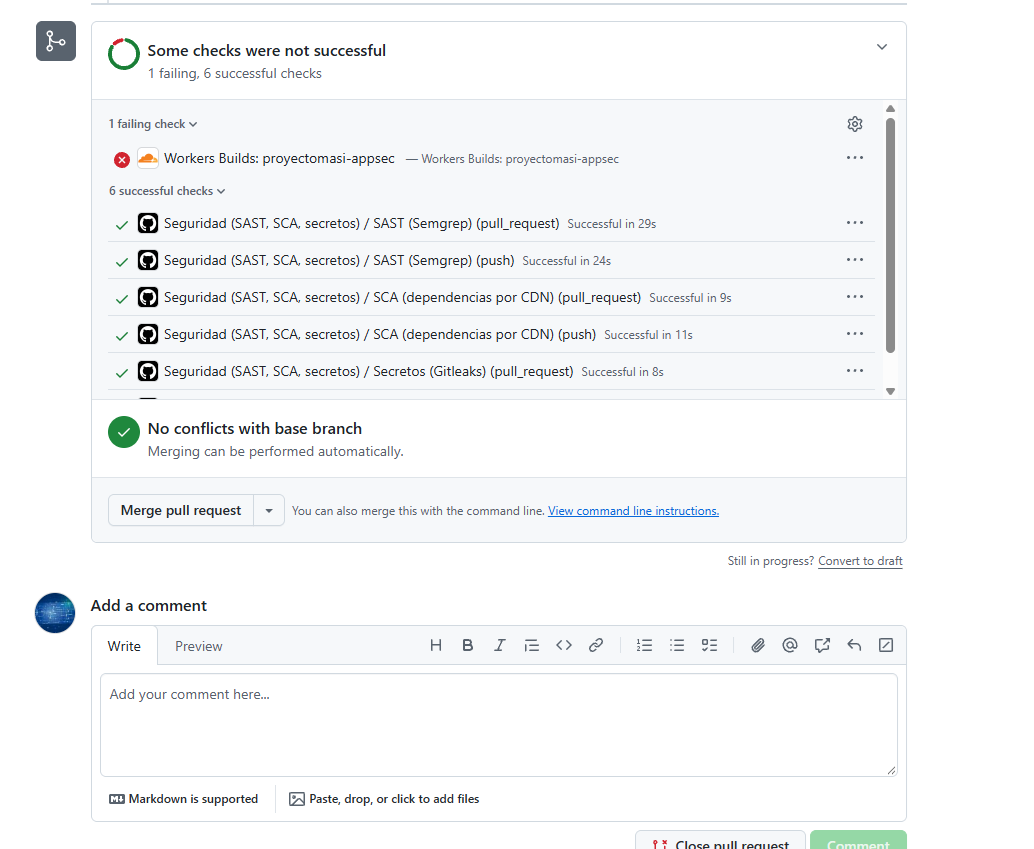 Some checks were not successful
1 failing, 6 successful checks
1 failing check
Workers Builds: proyectomasi-appsec — Workers Builds: proyectomasi-appsec
6 successful checks
Seguridad (SAST, SCA, secretos) / SAST (Semgrep) (pull_request) Successful in 29s
Seguridad (SAST, SCA, secretos) / SAST (Semgrep) (push) Successful in 24s
Seguridad (SAST, SCA, secretos) / SCA (dependencias por CDN) (pull_request) Successful in 9s
Seguridad (SAST, SCA, secretos) / SCA (dependencias por CDN) (push) Successful in 11s
Seguridad (SAST, SCA, secretos) / Secretos (Gitleaks) (pull_request) Successful in 8s
No conflicts with base branch
Merging can be performed automatically.
Merge pull request You can also merge this with the command line. View command line instructions.
Still in progress? Convert to draft
Add a comment
Write Preview
Add your comment here...
Markdown is supported Paste, drop, or click to add files
Close pull request Comment